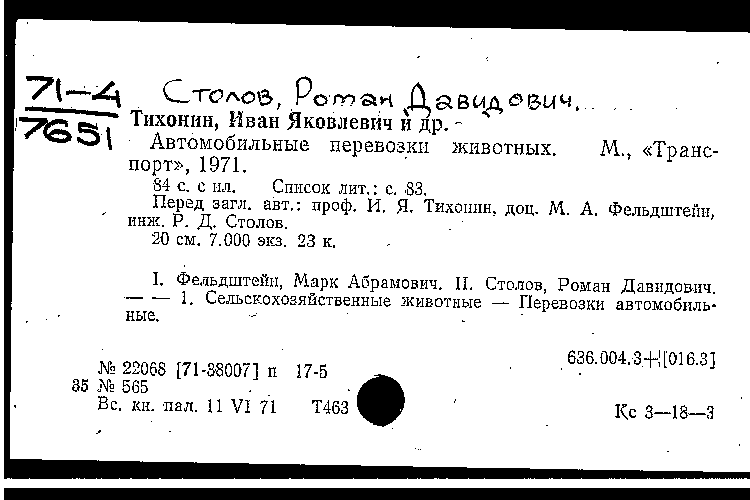 71-4
7651
Столов, Роман Давидович.
Тихонин, Иван Яковлевич и др.
Автомобильные перевозки животных. М., «Транс-
порт», 1971.
84 с. с ил. Список лит.: с. 83.
Перед загл. авт.: проф. И. Я. Тихонин, доц. М. А. Фельдштейн,
инж. Р. Д. Столов.
20 см. 7.000 экз. 23 к.
I. Фельдштейн, Марк Абрамович. II. Столов, Роман Давидович.
— — 1. Сельскохозяйственные животные — Перевозки автомобиль-
ные.
636.004.3+[016.3]
№ 22068 [71-38007] п 17-5
35 № 565
Вс. кн. пал. 11 VI 71 Т463
Кс 3—18—3